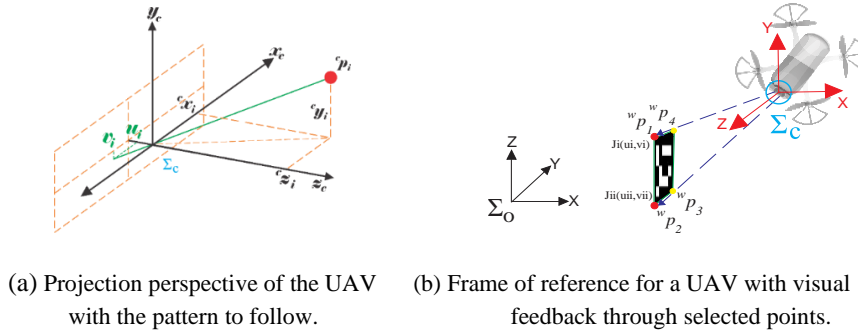 y_c
x_c
^c p_i
^c x_i
^c y_i
v_i
u_i
Σ_c
^c z_i
z_c
Y
X
Z
Σ_c
^w p_1
^w p_4
Ji(ui,vi)
Z
Y
X
Σ_O
Jii(uii,vii)
^w p_3
^w p_2
(a) Projection perspective of the UAV
with the pattern to follow.
(b) Frame of reference for a UAV with visual
feedback through selected points.